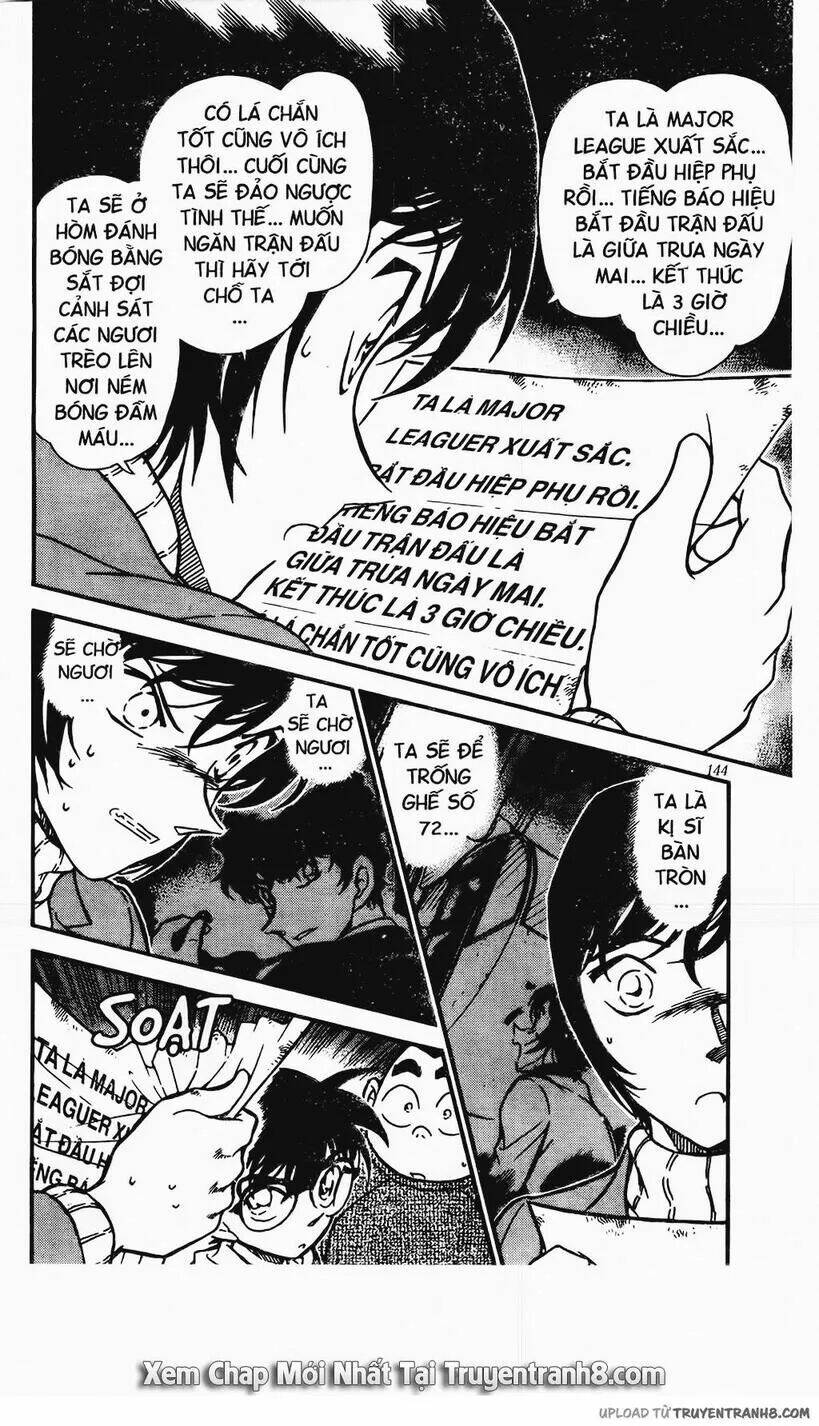 TA LÀ MAJOR
LEAGUE XUẤT SẮC...
BẮT ĐẦU HIỆP PHỤ
RỒI... TIẾNG BÁO HIỆU
BẮT ĐẦU TRẬN ĐẤU
LÀ GIỮA TRƯA NGÀY
MAI... KẾT THÚC
LÀ 3 GIỜ
CHIỀU...
CÓ LÁ CHẮN
TỐT CŨNG VÔ ÍCH
THÔI... CUỐI CÙNG
TA SẼ ĐẢO NGƯỢC
TÌNH THẾ... MUỐN
NGĂN TRẬN ĐẤU
THÌ HÃY TỚI
CHỖ TA
...
TA SẼ Ở
HÒM ĐÁNH
BÓNG BẰNG
SẮT ĐỢI
CẢNH SÁT
CÁC NGƯƠI
TRÈO LÊN
NƠI NÉM
BÓNG ĐẪM
MÁU...
TA LÀ MAJOR
LEAGUER XUẤT SẮC.
BẮT ĐẦU HIỆP PHỤ RỒI.
TIẾNG BÁO HIỆU BẮT
ĐẦU TRẬN ĐẤU LÀ
GIỮA TRƯA NGÀY MAI.
KẾT THÚC LÀ 3 GIỜ CHIỀU.
LÁ CHẮN TỐT CŨNG VÔ ÍCH
144
TA LÀ
KỊ SĨ
BÀN
TRÒN
...
TA SẼ ĐỂ
TRỐNG
GHẾ SỐ
72...
TA
SẼ CHỜ
NGƯƠI
...
SẼ CHỜ
NGƯƠI
...
SOẠT
TA LÀ MAJOR
LEAGUER XU
ẮT ĐẦU H
ẾNG BÁ
Xem Chap Mới Nhất Tại Truyentranh8.com
UPLOAD TỪ TRUYENTRANH8.COM